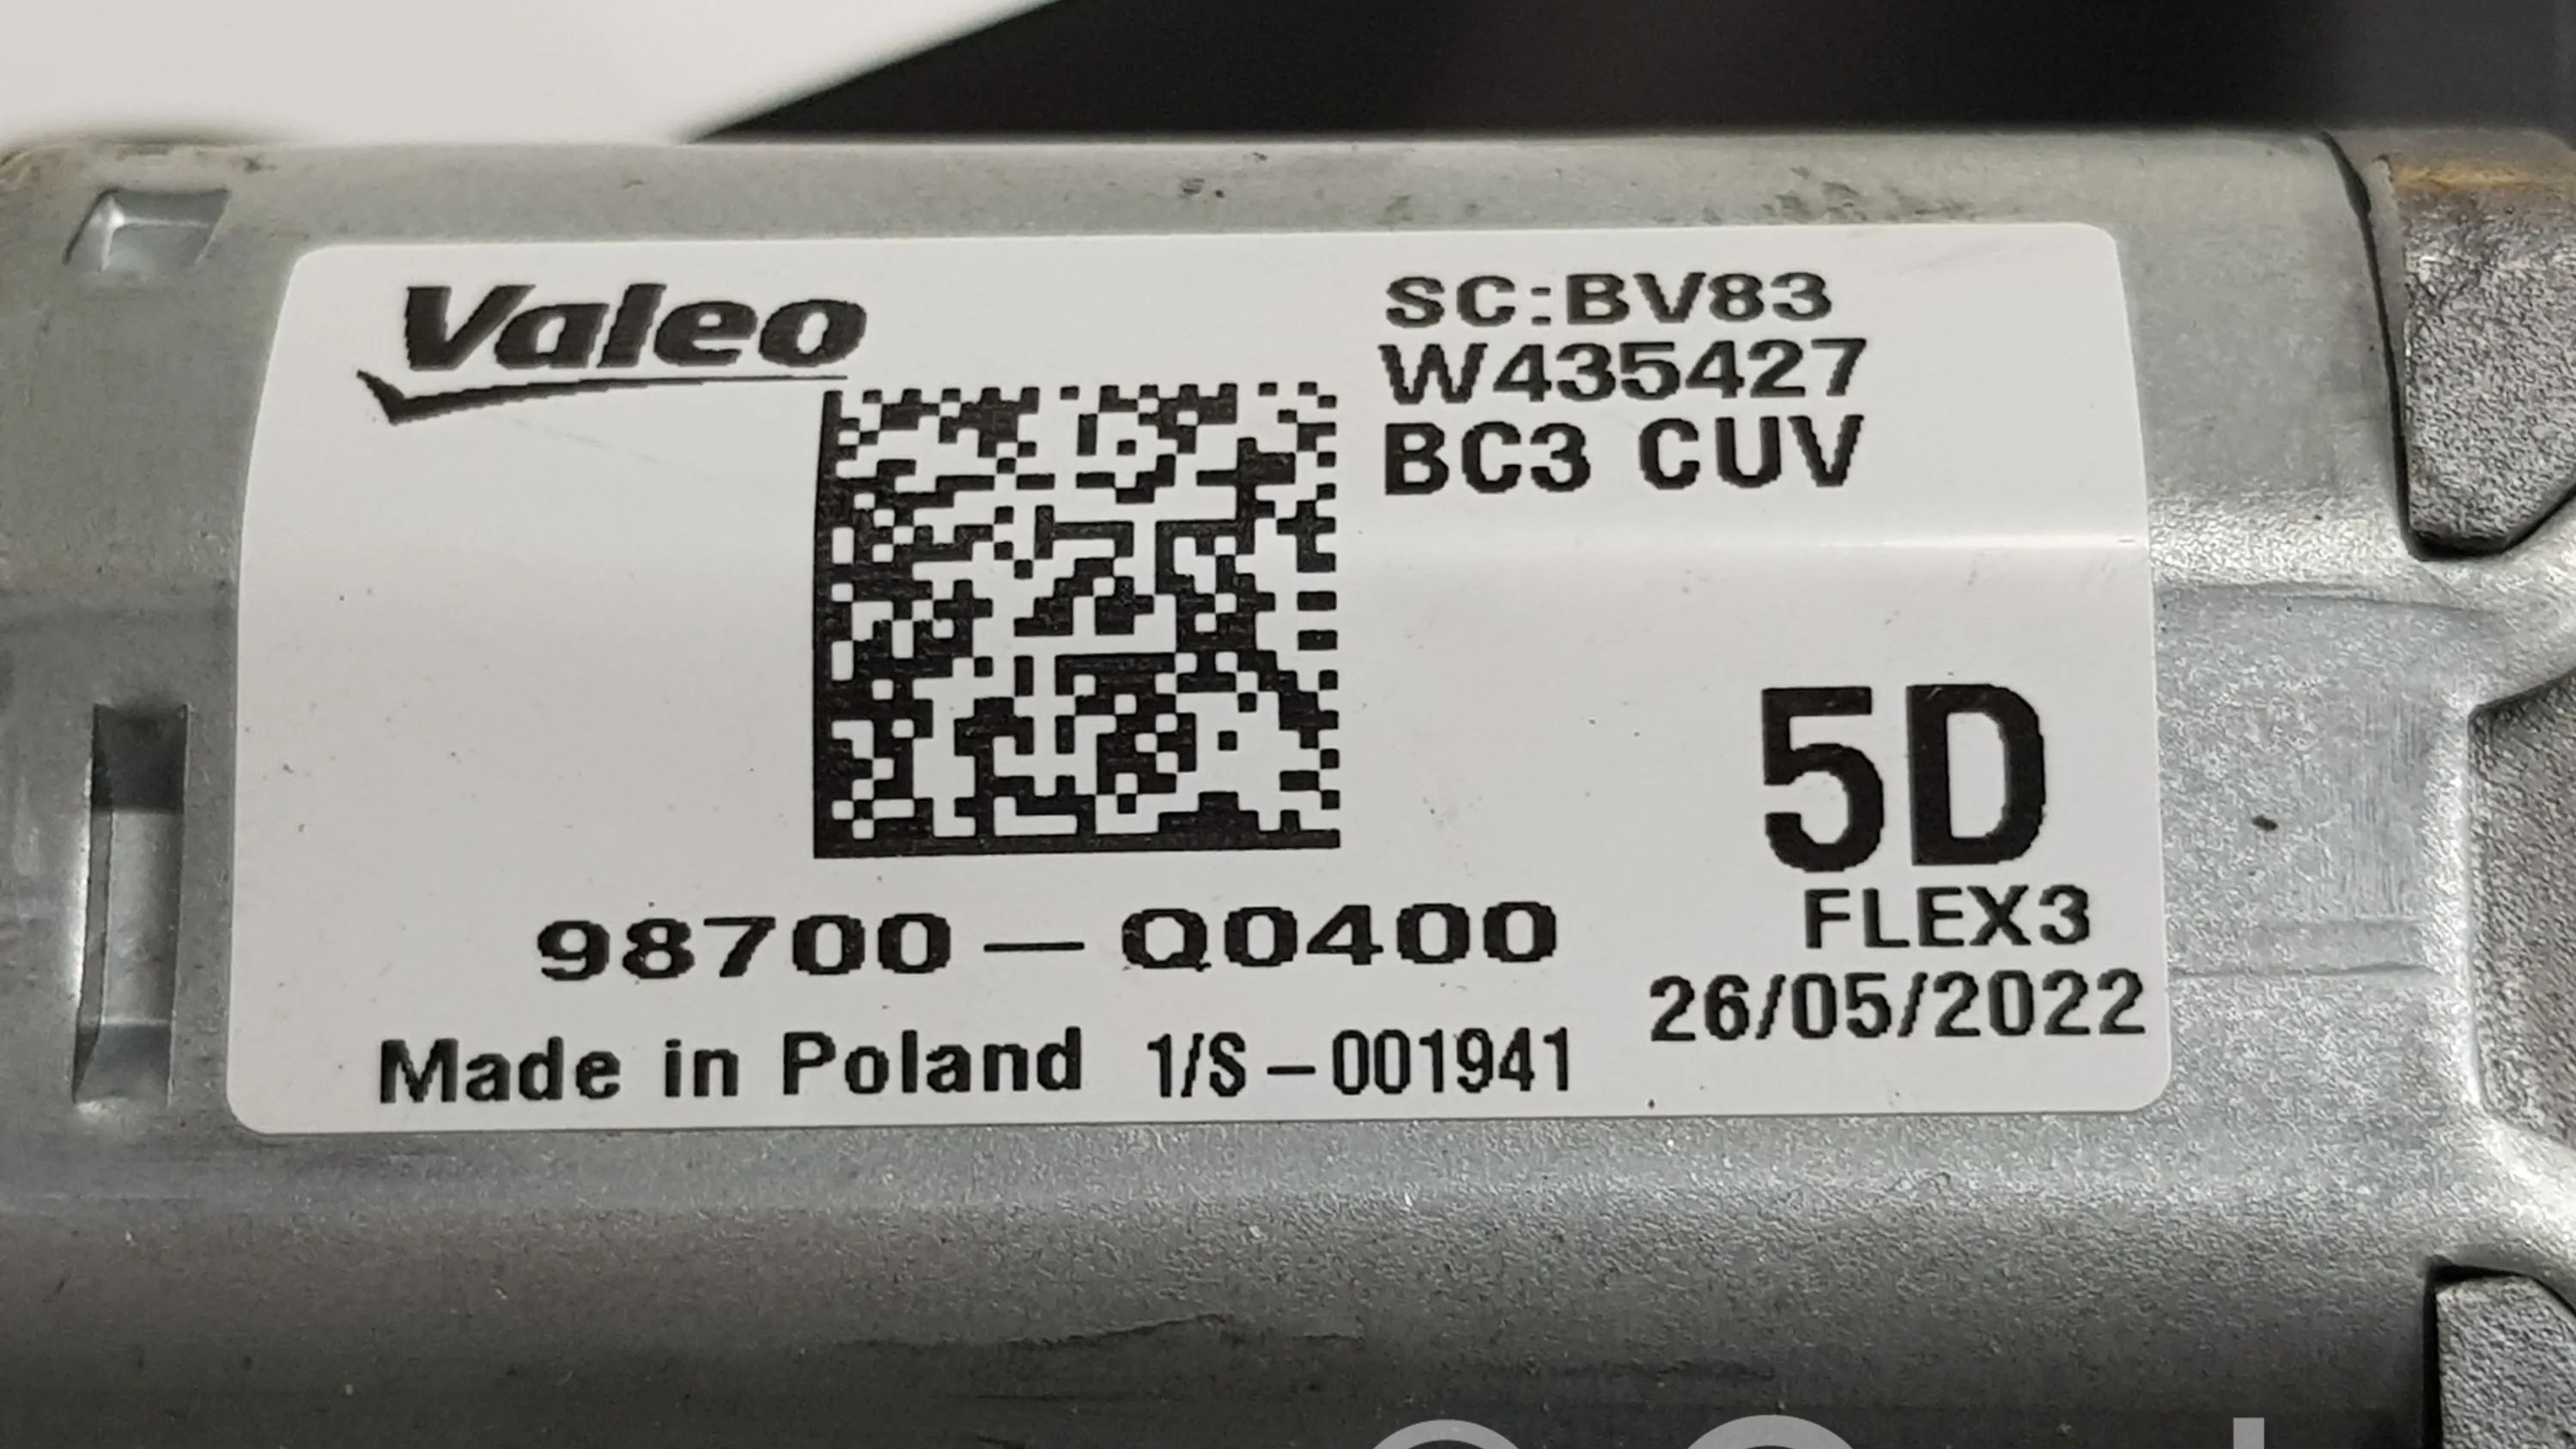 Valeo
SC:BV83
W435427
BC3 CUV
5D
FLEX3
98700-Q0400
26/05/2022
Made in Poland 1/S-001941